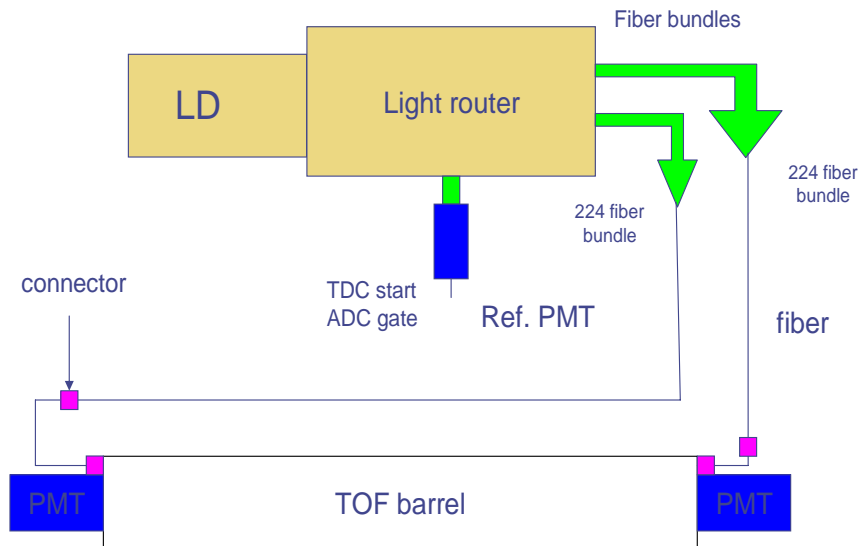 Fiber bundles
LD
Light router
224 fiber
bundle
224 fiber
bundle
connector
TDC start
ADC gate
Ref. PMT
fiber
PMT
TOF barrel
PMT